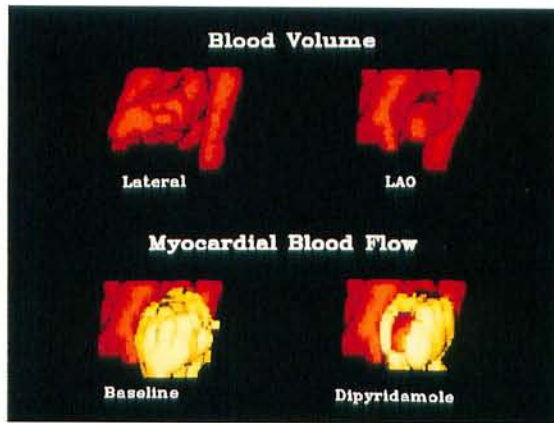 Blood Volume
Lateral LAO
Myocardial Blood Flow
Baseline Dipyridamole